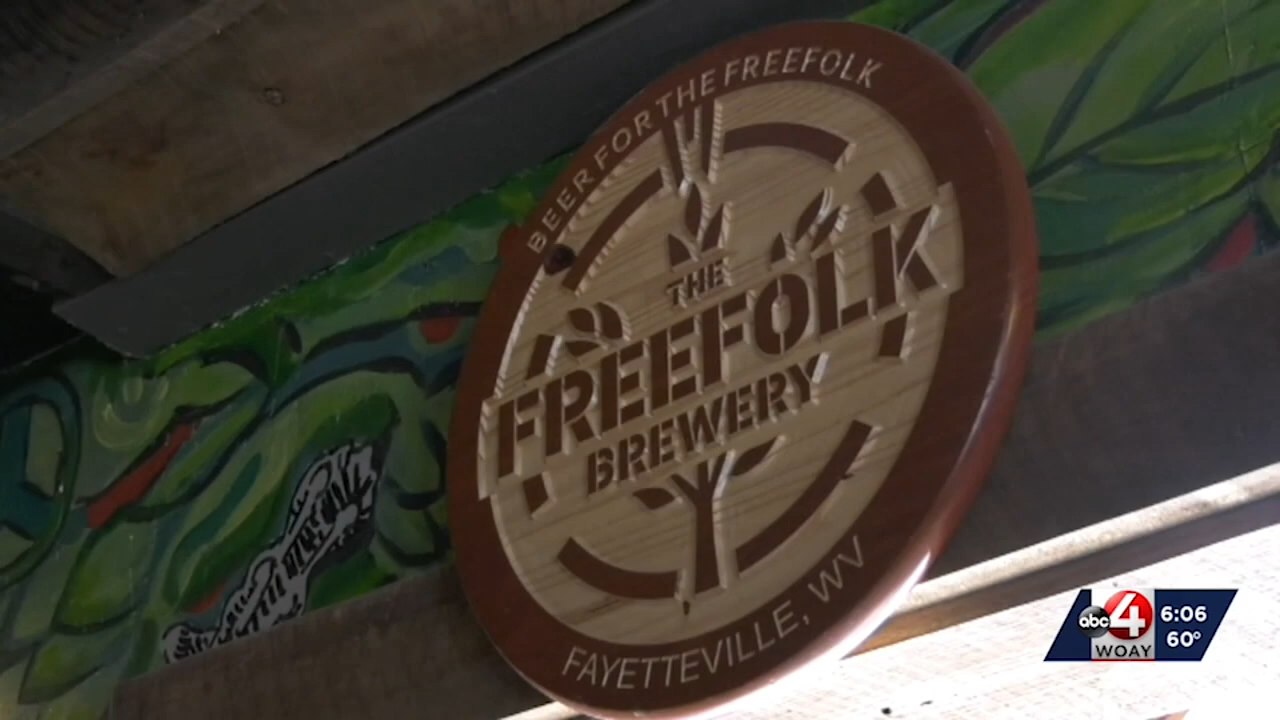 BEER FOR THE FREEFOLK
THE
FREEFOLK
BREWERY
FAYETTEVILLE, WV
abc 4
WOAY
6:06
60°